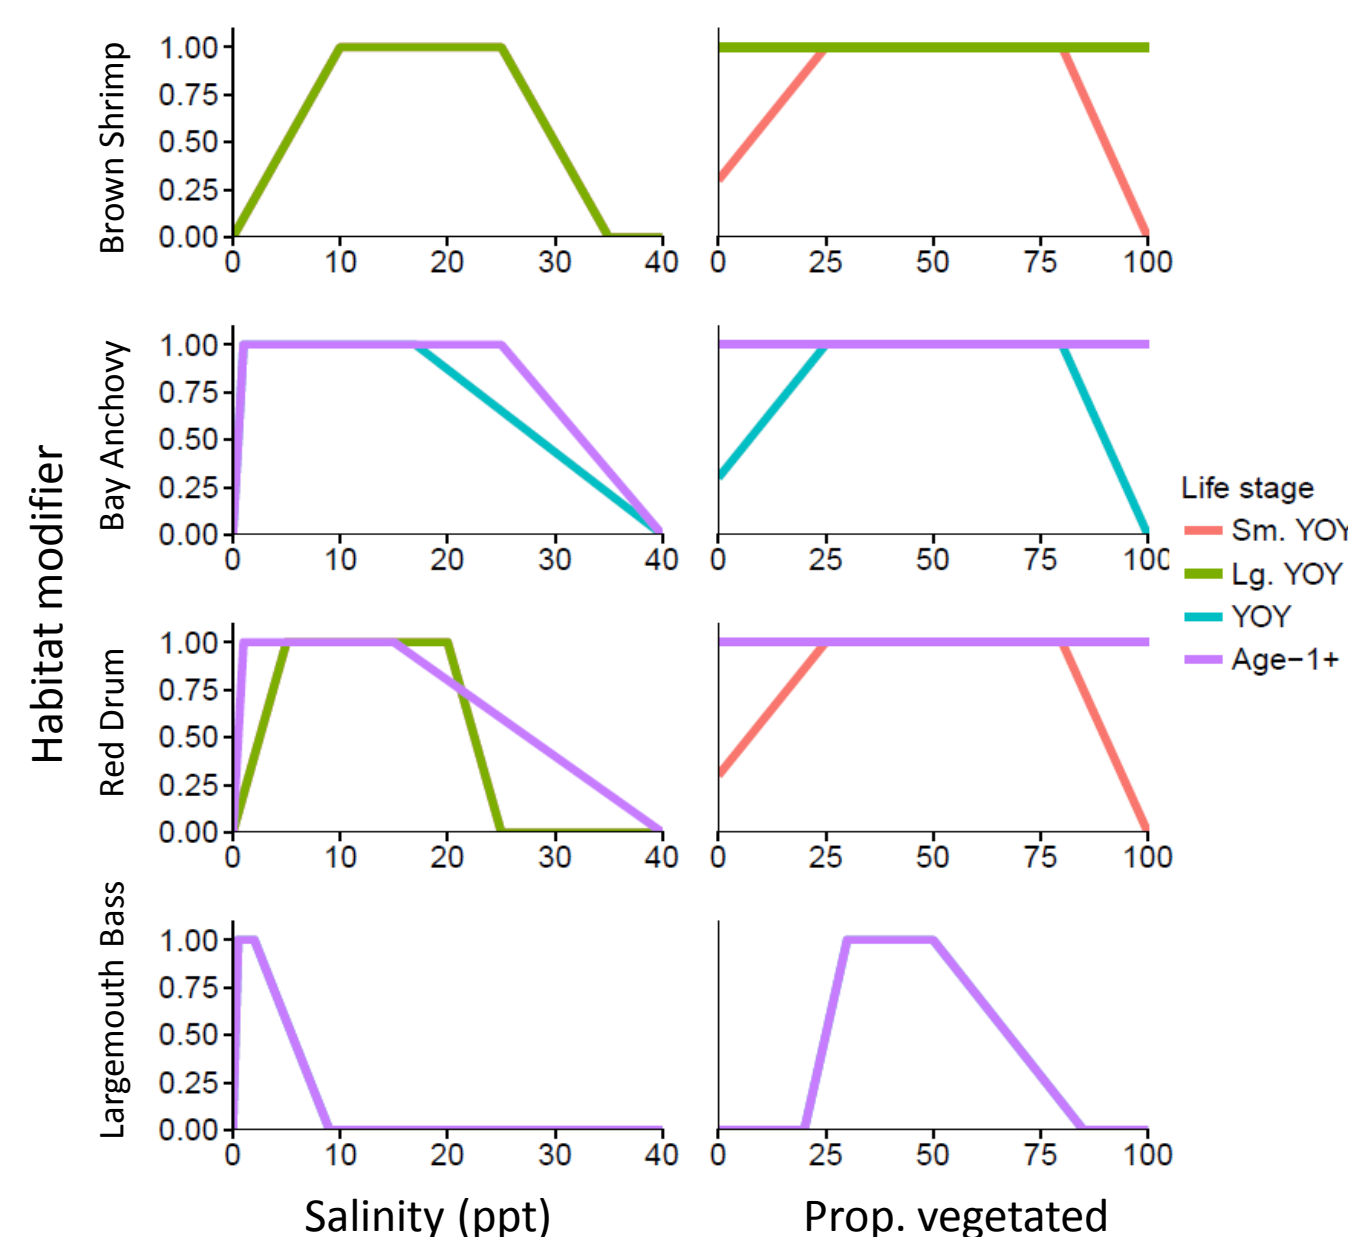 Habitat modifier
Brown Shrimp
1.00
0.75
0.50
0.25
0.00
0 10 20 30 40
0 25 50 75 100
Bay Anchovy
1.00
0.75
0.50
0.25
0.00
0 10 20 30 40
0 25 50 75 100
Red Drum
1.00
0.75
0.50
0.25
0.00
0 10 20 30 40
0 25 50 75 100
Largemouth Bass
1.00
0.75
0.50
0.25
0.00
0 10 20 30 40
0 25 50 75 100
Salinity (ppt)
Prop. vegetated
Life stage
Sm. YOY
Lg. YOY
YOY
Age−1+